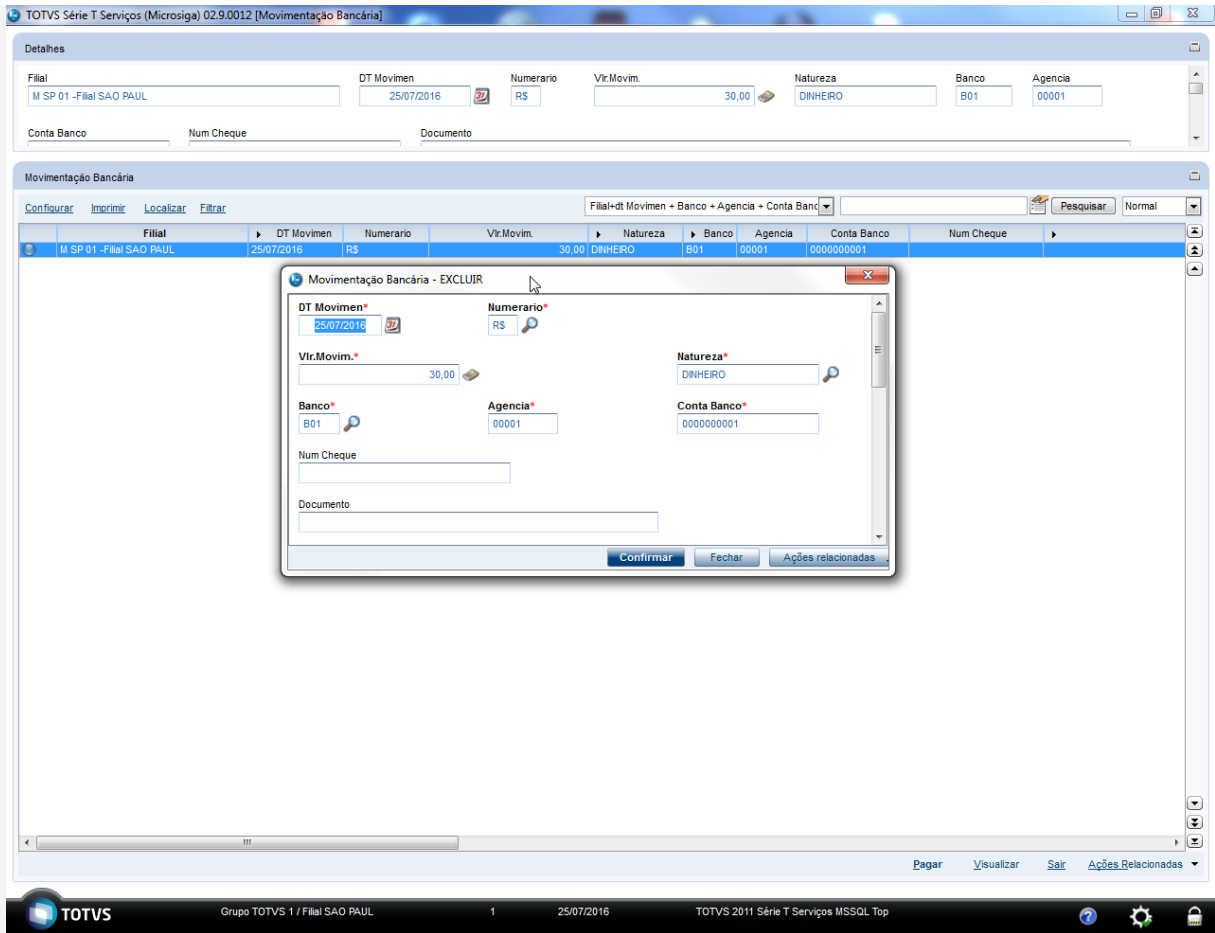 TOTVS Série T Serviços (Microsiga) 02.9.0012 [Movimentação Bancária]
Detalhes
Filial DT Movimen Numerario Vlr.Movim. Natureza Banco Agencia
M SP 01 -Filial SAO PAUL 25/07/2016 31 R$ 30,00 DINHEIRO B01 00001
Conta Banco Num Cheque Documento
Movimentação Bancária
Configurar Imprimir Localizar Filtrar Filial+dt Movimen + Banco + Agencia + Conta Banc Pesquisar Normal
Filial DT Movimen Numerario Vlr.Movim. Natureza Banco Agencia Conta Banco Num Cheque
M SP 01 -Filial SAO PAUL 25/07/2016 R$ 30,00 DINHEIRO B01 00001 0000000001
Movimentação Bancária - EXCLUIR
DT Movimen* Numerario*
25/07/2016 31 R$
Vlr.Movim.* Natureza*
30,00 DINHEIRO
Banco* Agencia* Conta Banco*
B01 00001 0000000001
Num Cheque
Documento
Confirmar Fechar Ações relacionadas
Pagar Visualizar Sair Ações Relacionadas
TOTVS Grupo TOTVS 1 / Filial SAO PAUL 1 25/07/2016 TOTVS 2011 Série T Serviços MSSQL Top ?